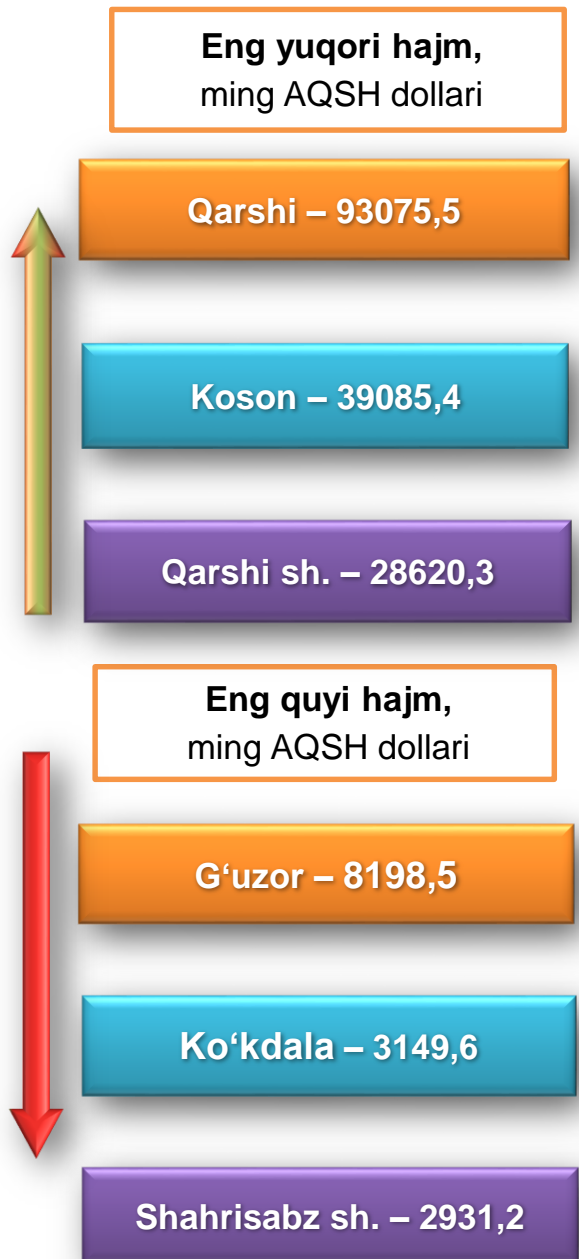 Eng yuqori hajm,
ming AQSH dollari
Qarshi – 93075,5
Koson – 39085,4
Qarshi sh. – 28620,3
Eng quyi hajm,
ming AQSH dollari
G‘uzor – 8198,5
Ko‘kdala – 3149,6
Shahrisabz sh. – 2931,2